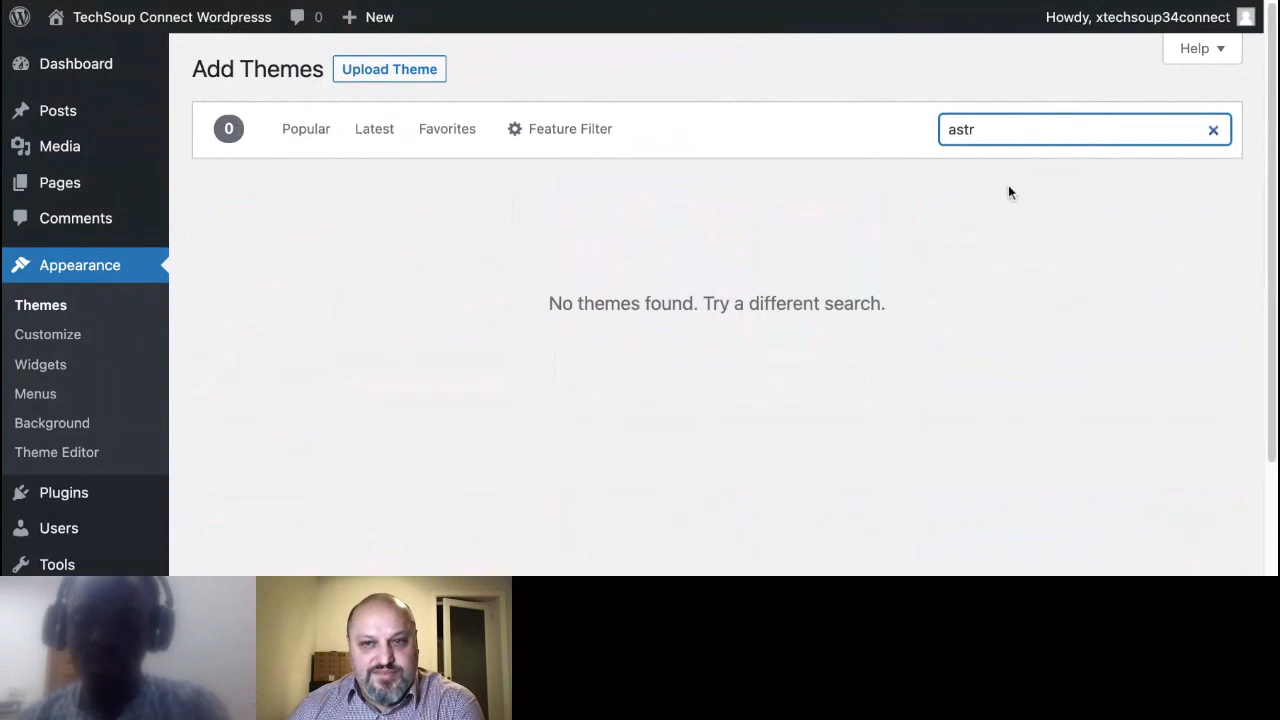 TechSoup Connect Wordpresss 0 New Howdy, xtechsoup34connect
Help
Dashboard
Posts
Media
Pages
Comments
Appearance
Themes
Customize
Widgets
Menus
Background
Theme Editor
Plugins
Users
Tools
Add Themes Upload Theme
0 Popular Latest Favorites Feature Filter astr
No themes found. Try a different search.